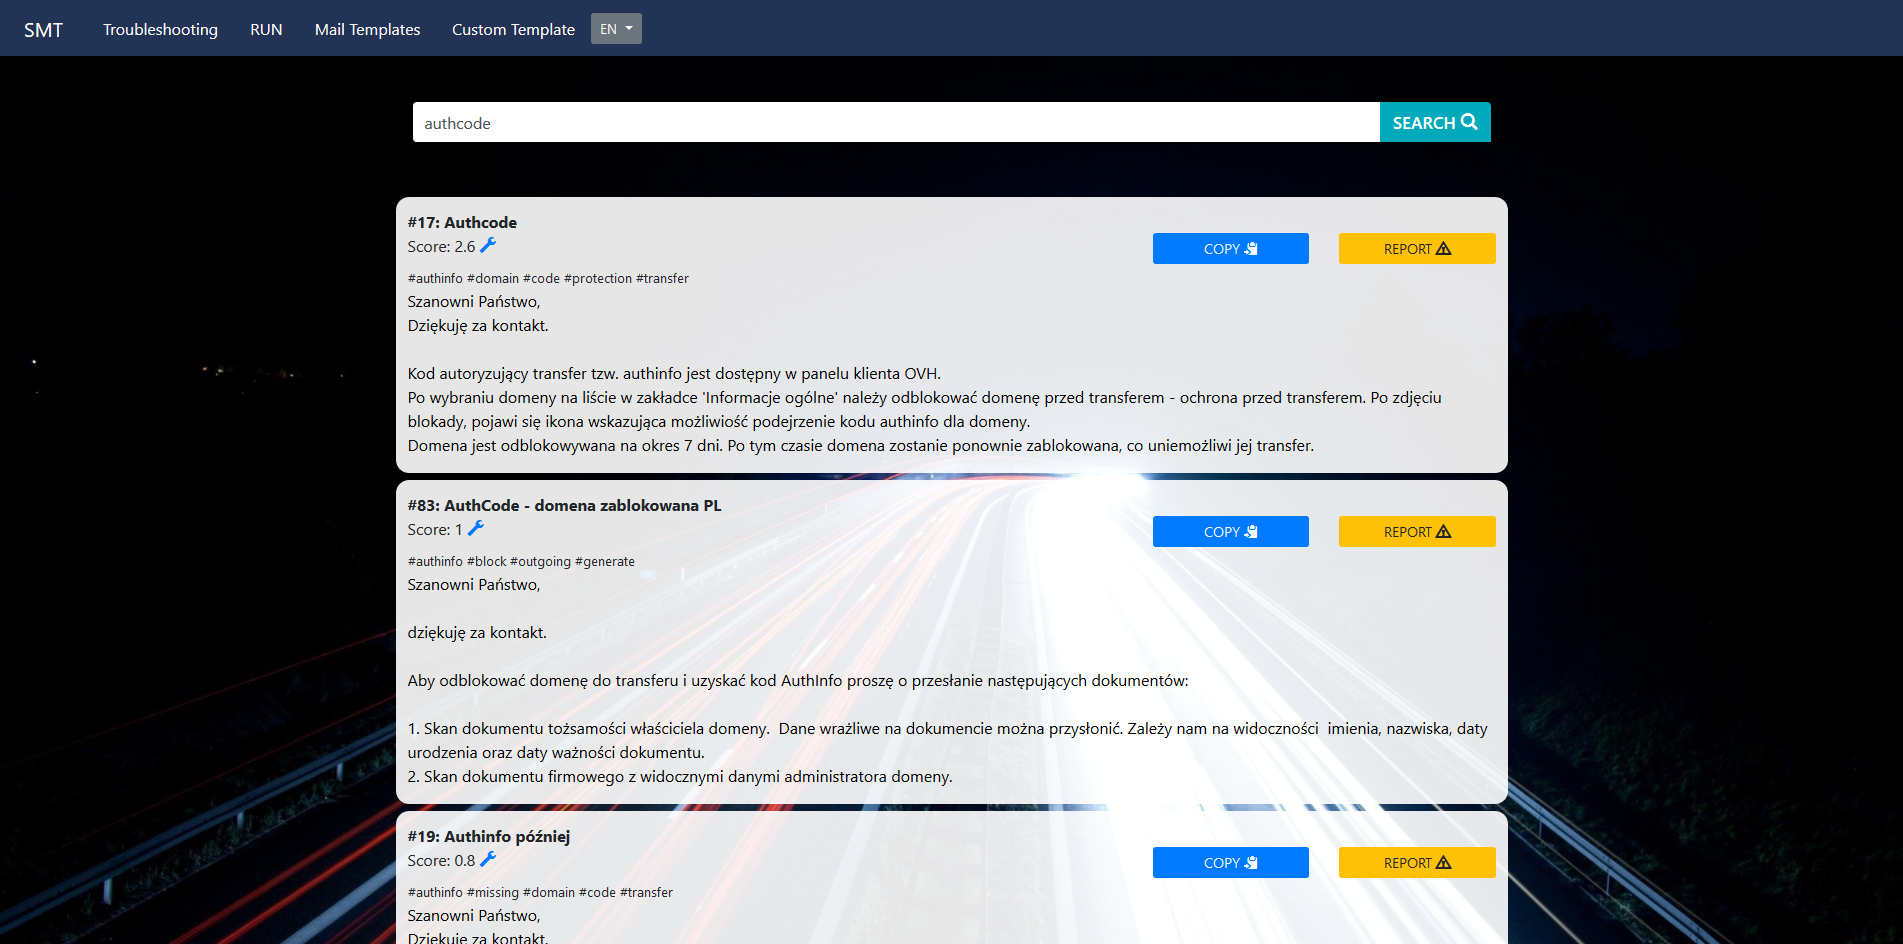 SMT Troubleshooting RUN Mail Templates Custom Template EN
authcode SEARCH
#17: Authcode
Score: 2.6
COPY REPORT
#authinfo #domain #code #protection #transfer
Szanowni Państwo,
Dziękuję za kontakt.
Kod autoryzujący transfer tzw. authinfo jest dostępny w panelu klienta OVH.
Po wybraniu domeny na liście w zakładce 'Informacje ogólne' należy odblokować domenę przed transferem - ochrona przed transferem. Po zdjęciu
blokady, pojawi się ikona wskazująca możliwiość podejrzenie kodu authinfo dla domeny.
Domena jest odblokowywana na okres 7 dni. Po tym czasie domena zostanie ponownie zablokowana, co uniemożliwi jej transfer.
#83: AuthCode - domena zablokowana PL
Score: 1
COPY REPORT
#authinfo #block #outgoing #generate
Szanowni Państwo,
dziękuję za kontakt.
Aby odblokować domenę do transferu i uzyskać kod AuthInfo proszę o przesłanie następujących dokumentów:
1. Skan dokumentu tożsamości właściciela domeny.  Dane wrażliwe na dokumencie można przysłonić. Zależy nam na widoczności  imienia, nazwiska, daty
urodzenia oraz daty ważności dokumentu.
2. Skan dokumentu firmowego z widocznymi danymi administratora domeny.
#19: Authinfo później
Score: 0.8
COPY REPORT
#authinfo #missing #domain #code #transfer
Szanowni Państwo,
Dziękuję za kontakt.